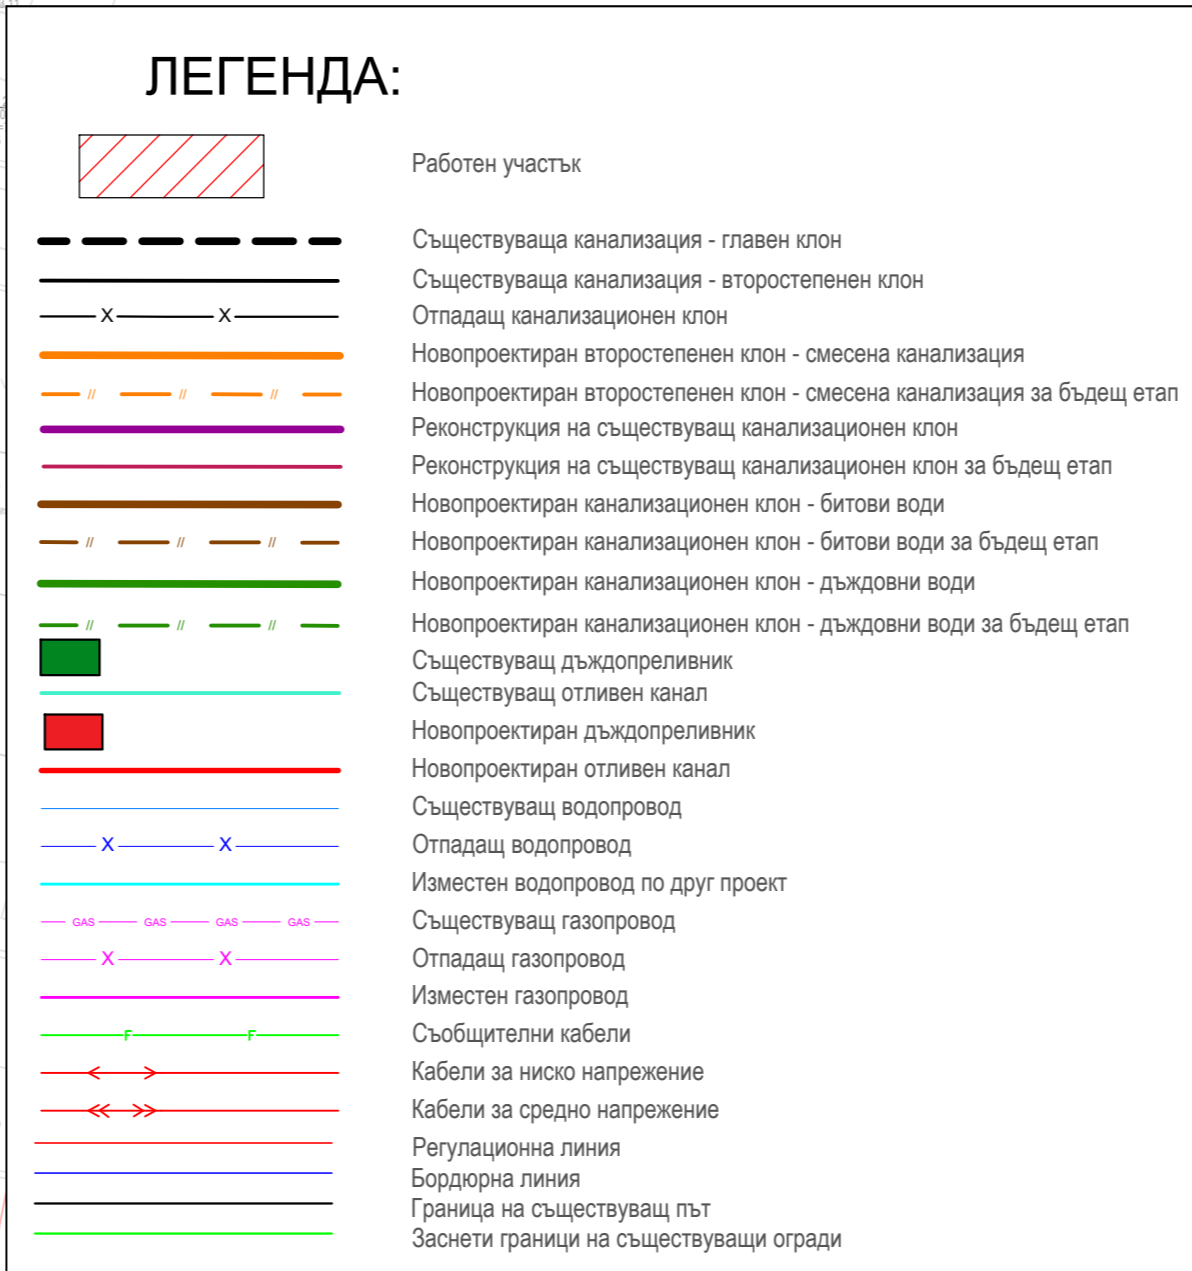 ЛЕГЕНДА:
Работен участък
Съществуваща канализация - главен клон
Съществуваща канализация - второстепенен клон
X X Отпадащ канализационен клон
Новопроектиран второстепенен клон - смесена канализация
// // // Новопроектиран второстепенен клон - смесена канализация за бъдещ етап
Реконструкция на съществуващ канализационен клон
Реконструкция на съществуващ канализационен клон за бъдещ етап
Новопроектиран канализационен клон - битови води
// // // Новопроектиран канализационен клон - битови води за бъдещ етап
Новопроектиран канализационен клон - дъждовни води
// // // Новопроектиран канализационен клон - дъждовни води за бъдещ етап
Съществуващ дъждопреливник
Съществуващ отливен канал
Новопроектиран дъждопреливник
Новопроектиран отливен канал
Съществуващ водопровод
X X Отпадащ водопровод
Изместен водопровод по друг проект
GAS GAS GAS GAS Съществуващ газопровод
X X Отпадащ газопровод
Изместен газопровод
F F Съобщителни кабели
Кабели за ниско напрежение
Кабели за средно напрежение
Регулационна линия
Бордюрна линия
Граница на съществуващ път
Заснети граници на съществуващи огради